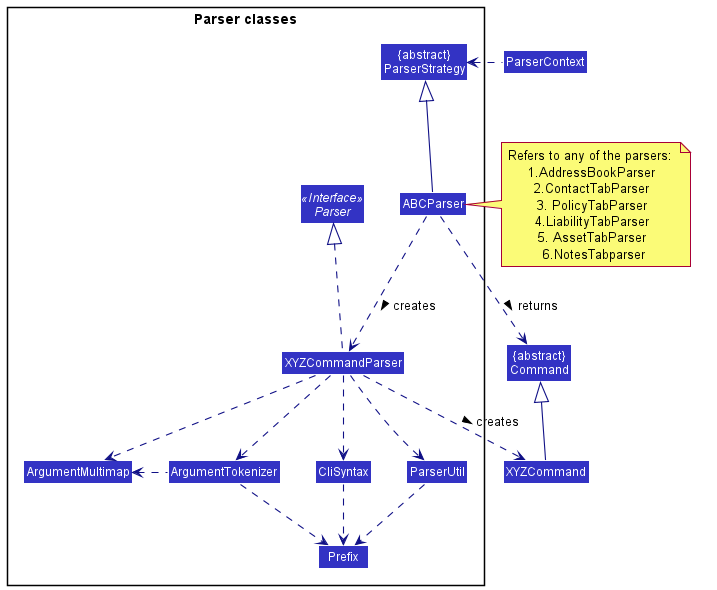 Parser classes
{abstract}
ParserStrategy
ParserContext
Refers to any of the parsers:
1.AddressBookParser
2.ContactTabParser
3. PolicyTabParser
4.LiabilityTabParser
5. AssetTabParser
6.NotesTabparser
«Interface»
Parser
ABCParser
creates
returns
XYZCommandParser
{abstract}
Command
creates
ArgumentMultimap
ArgumentTokenizer
CliSyntax
ParserUtil
XYZCommand
Prefix